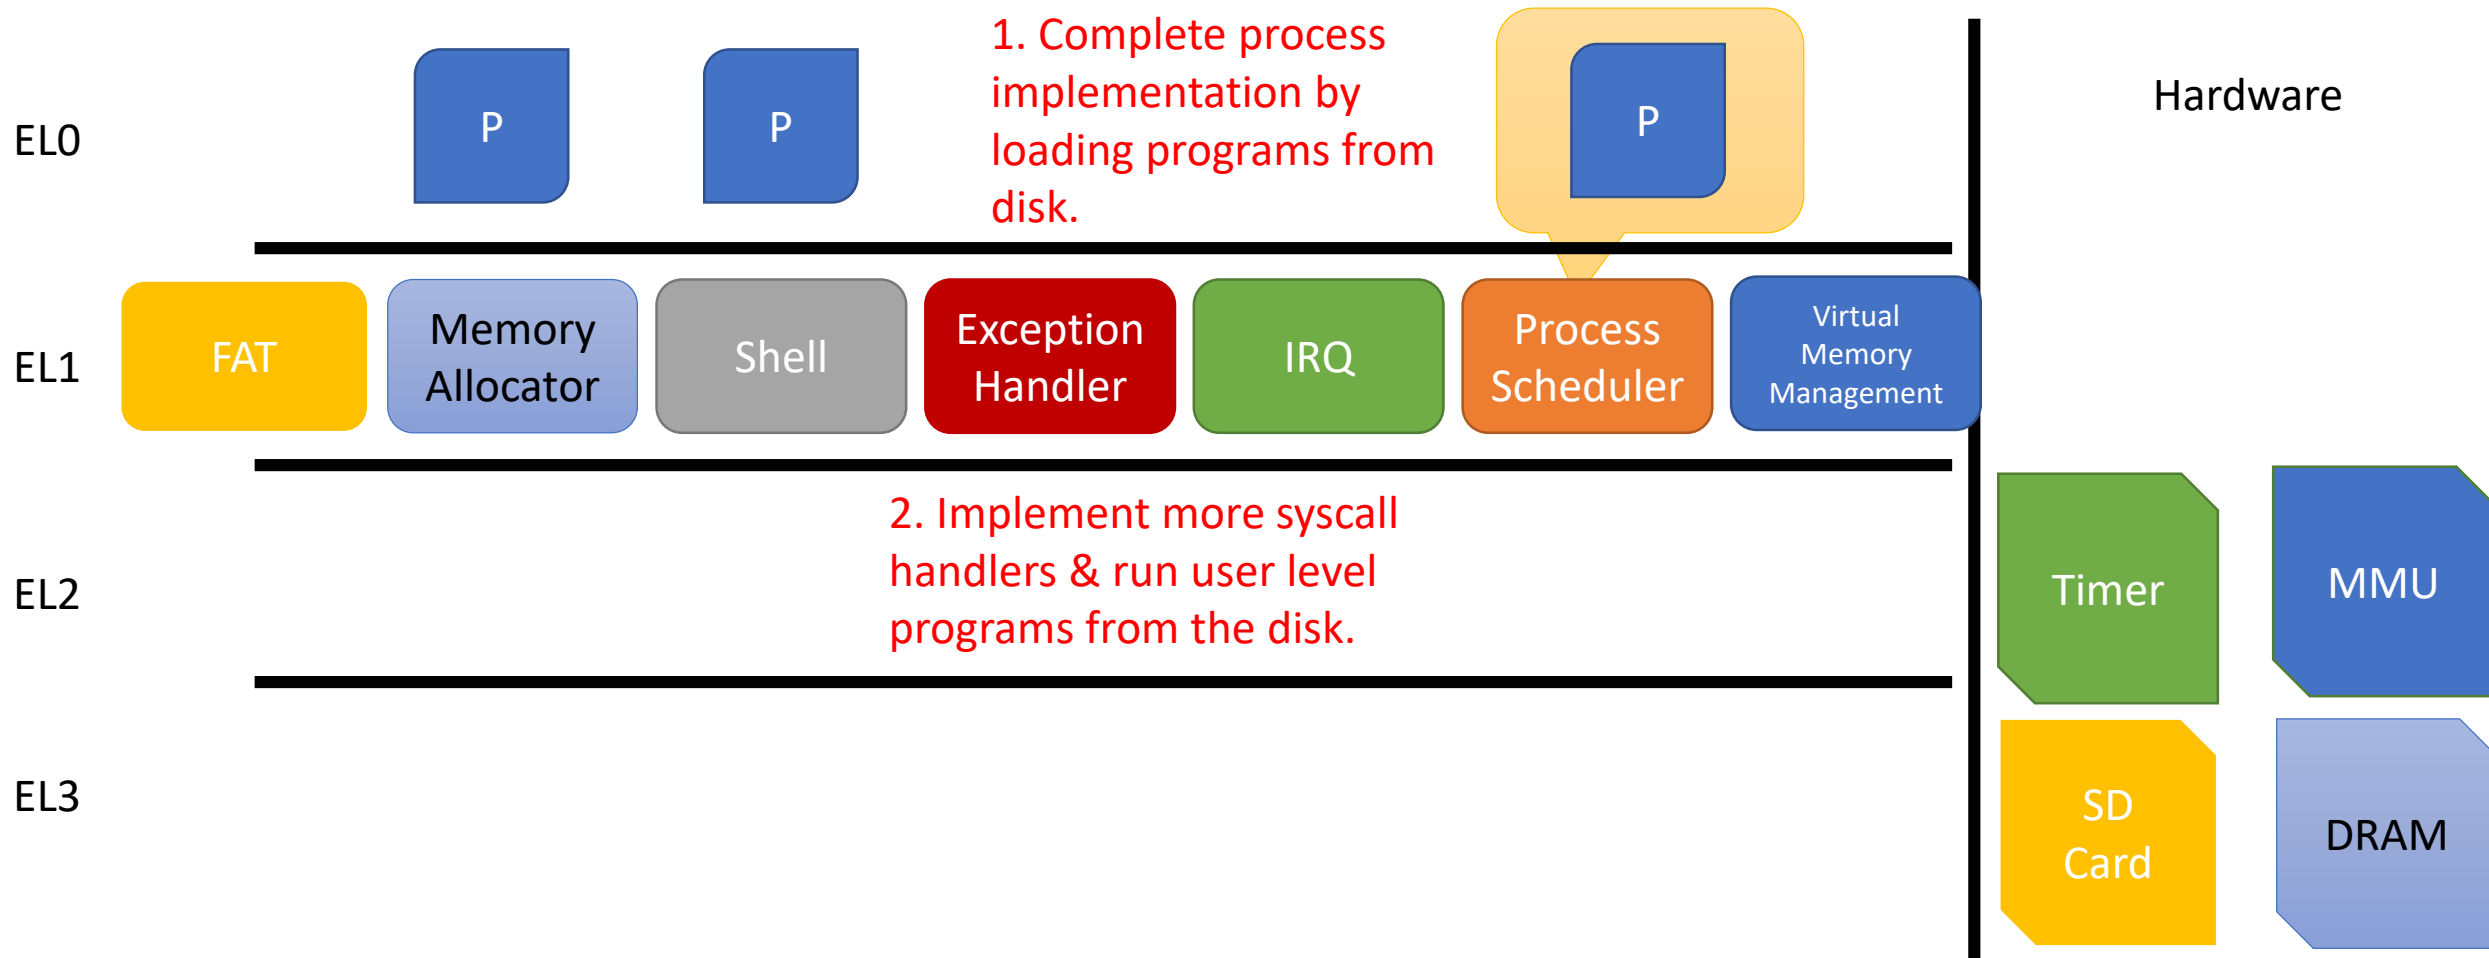 1. Complete process
implementation by
loading programs from
disk.
Hardware
EL0
P
P
P
EL1
FAT
Memory
Allocator
Shell
Exception
Handler
IRQ
Process
Scheduler
Virtual
Memory
Management
2. Implement more syscall
handlers & run user level
programs from the disk.
EL2
Timer
MMU
EL3
SD
Card
DRAM